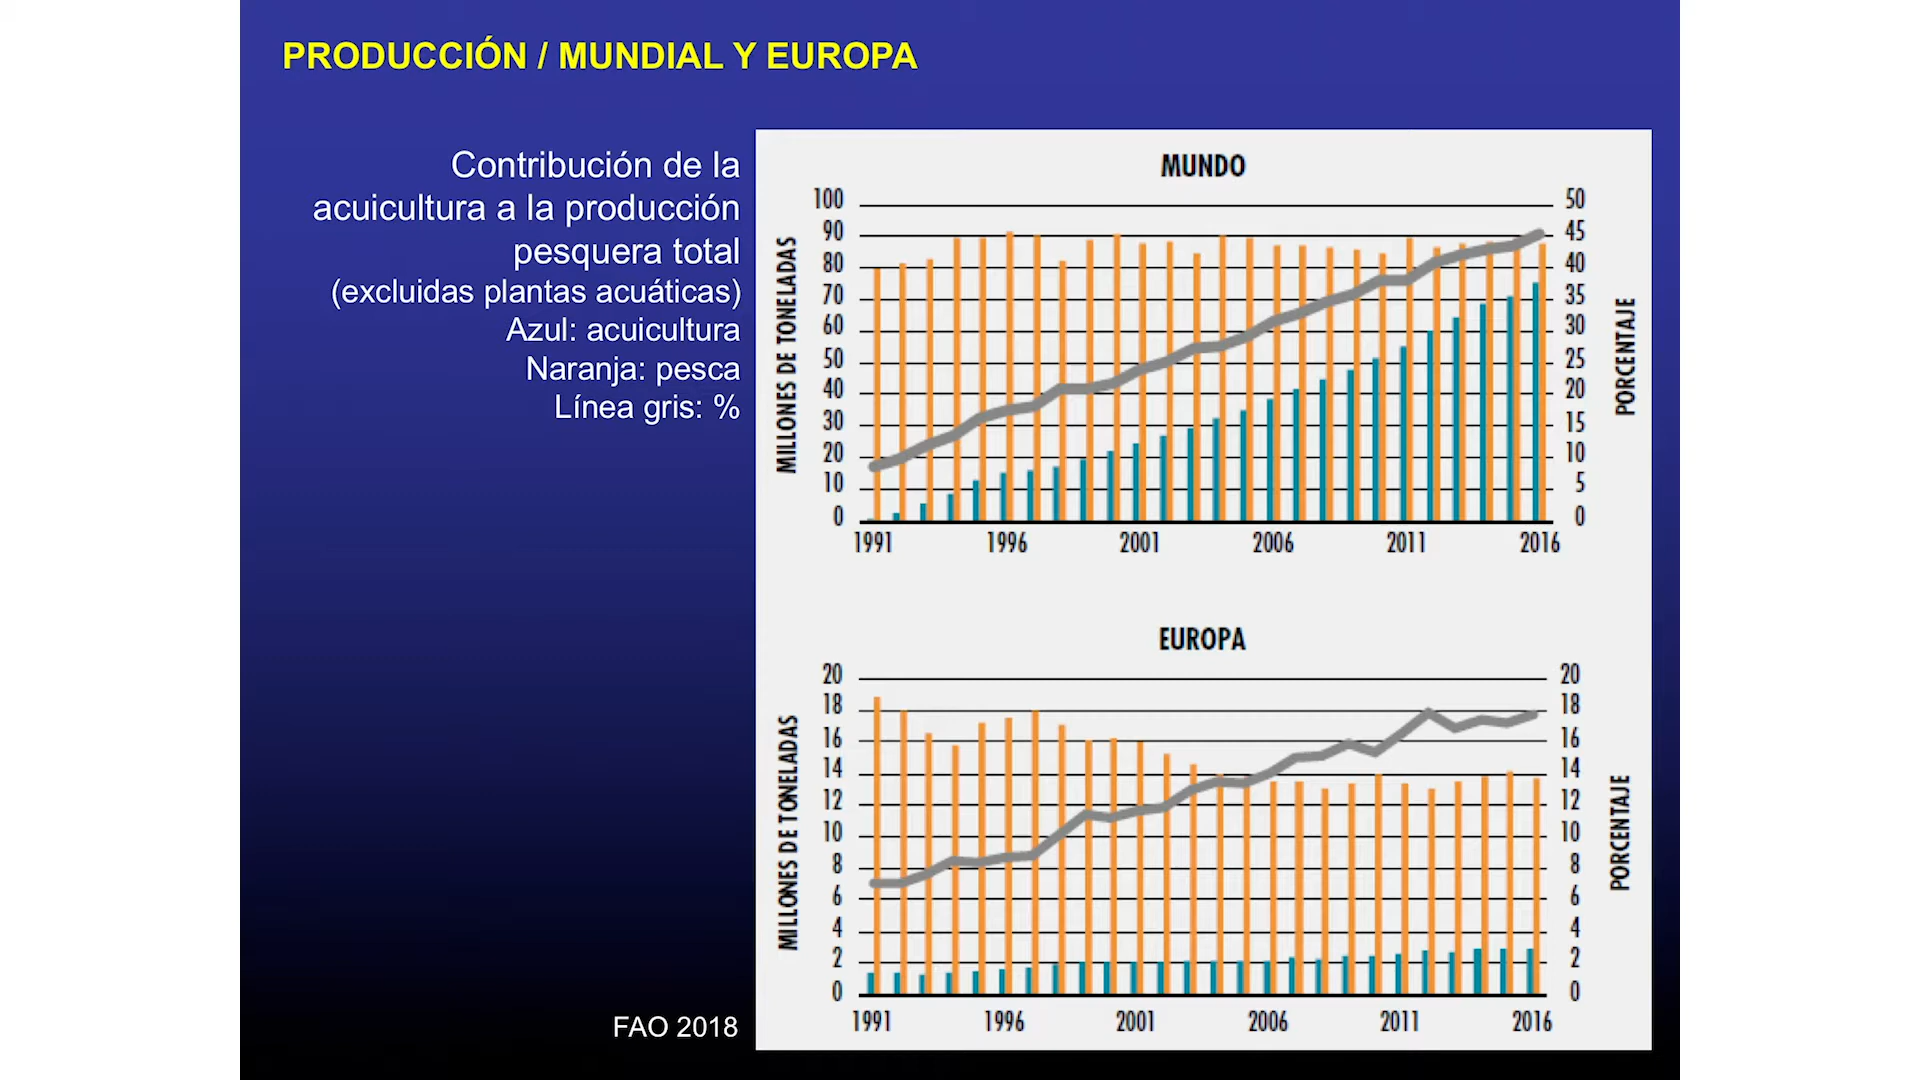 PRODUCCIÓN / MUNDIAL Y EUROPA
Contribución de la
acuicultura a la producción
pesquera total
(excluidas plantas acuáticas)
Azul: acuicultura
Naranja: pesca
Línea gris: %
FAO 2018
MUNDO
MILLONES DE TONELADAS
100
90
80
70
60
50
40
30
20
10
0
50
45
40
35
30
25
20
15
10
5
0
PORCENTAJE
1991 1996 2001 2006 2011 2016
EUROPA
MILLONES DE TONELADAS
20
18
16
14
12
10
8
6
4
2
0
20
18
16
14
12
10
8
6
4
2
0
PORCENTAJE
1991 1996 2001 2006 2011 2016